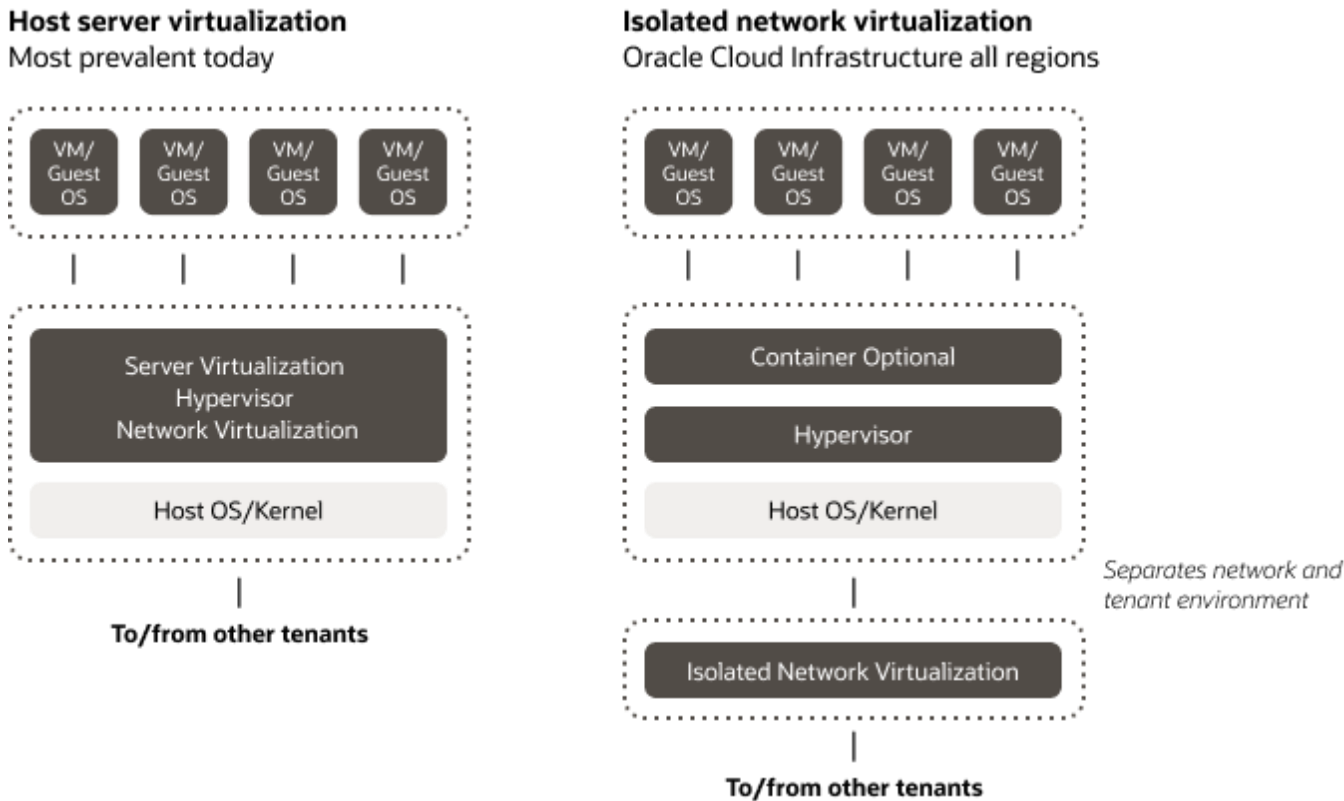 Host server virtualization
Most prevalent today
VM/
Guest
OS
VM/
Guest
OS
VM/
Guest
OS
VM/
Guest
OS
Server Virtualization
Hypervisor
Network Virtualization
Host OS/Kernel
To/from other tenants
Isolated network virtualization
Oracle Cloud Infrastructure all regions
VM/
Guest
OS
VM/
Guest
OS
VM/
Guest
OS
VM/
Guest
OS
Container Optional
Hypervisor
Host OS/Kernel
Separates network and
tenant environment
Isolated Network Virtualization
To/from other tenants